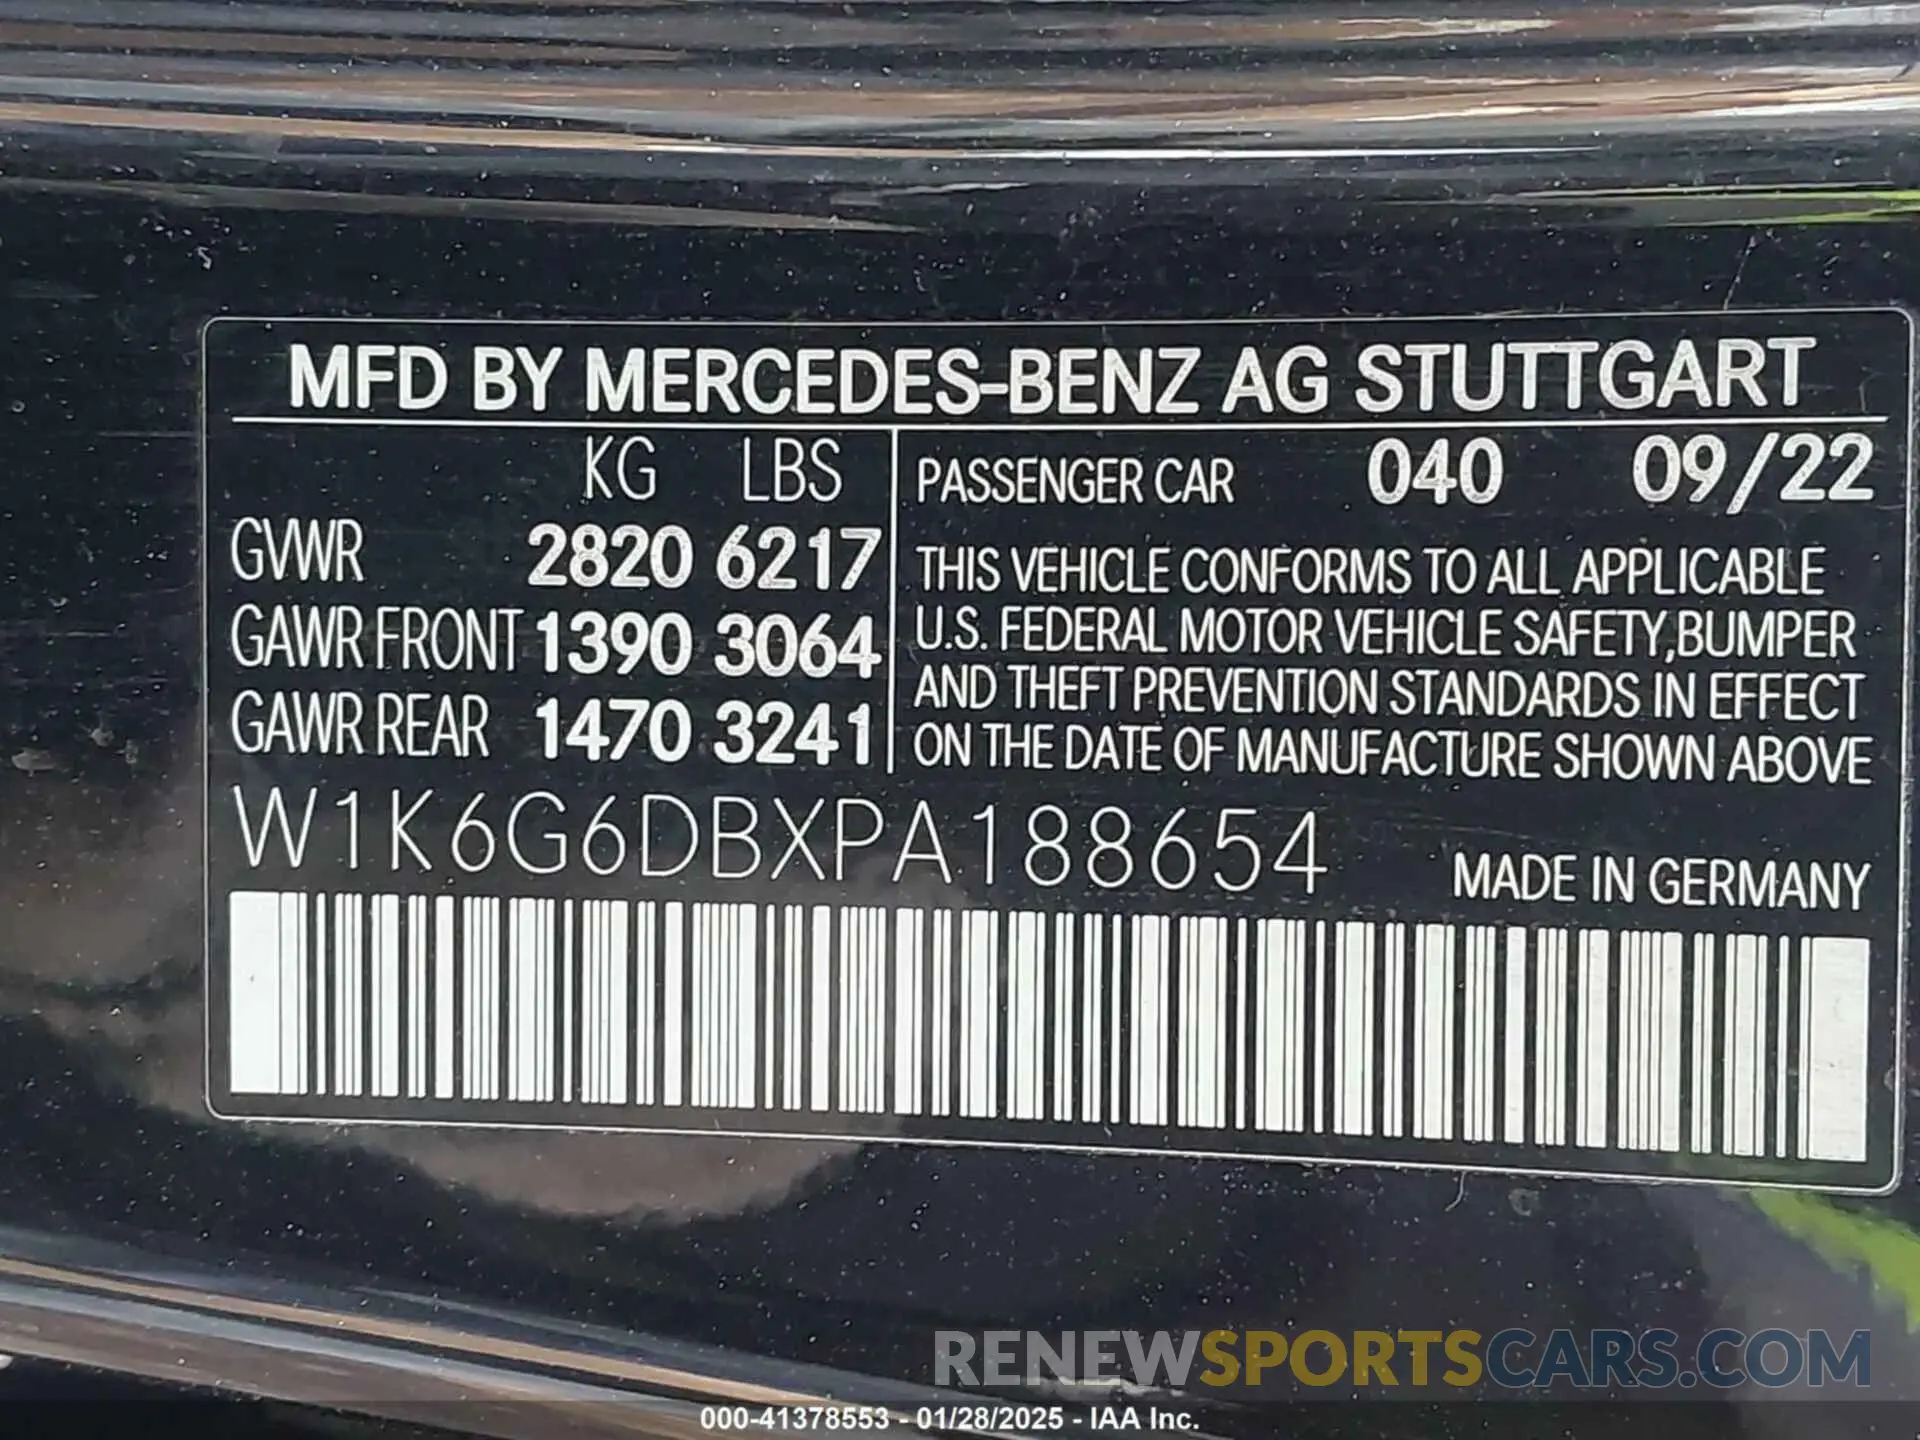 MFD BY MERCEDES-BENZ AG STUTTGART
KG LBS
GVWR 2820 6217
GAWR FRONT 1390 3064
GAWR REAR 1470 3241
PASSENGER CAR 040 09/22
THIS VEHICLE CONFORMS TO ALL APPLICABLE
U.S. FEDERAL MOTOR VEHICLE SAFETY,BUMPER
AND THEFT PREVENTION STANDARDS IN EFFECT
ON THE DATE OF MANUFACTURE SHOWN ABOVE
W1K6G6DBXPA188654
MADE IN GERMANY
RENEWSPORTSCARS.COM
000-41378553 - 01/28/2025 - IAA Inc.